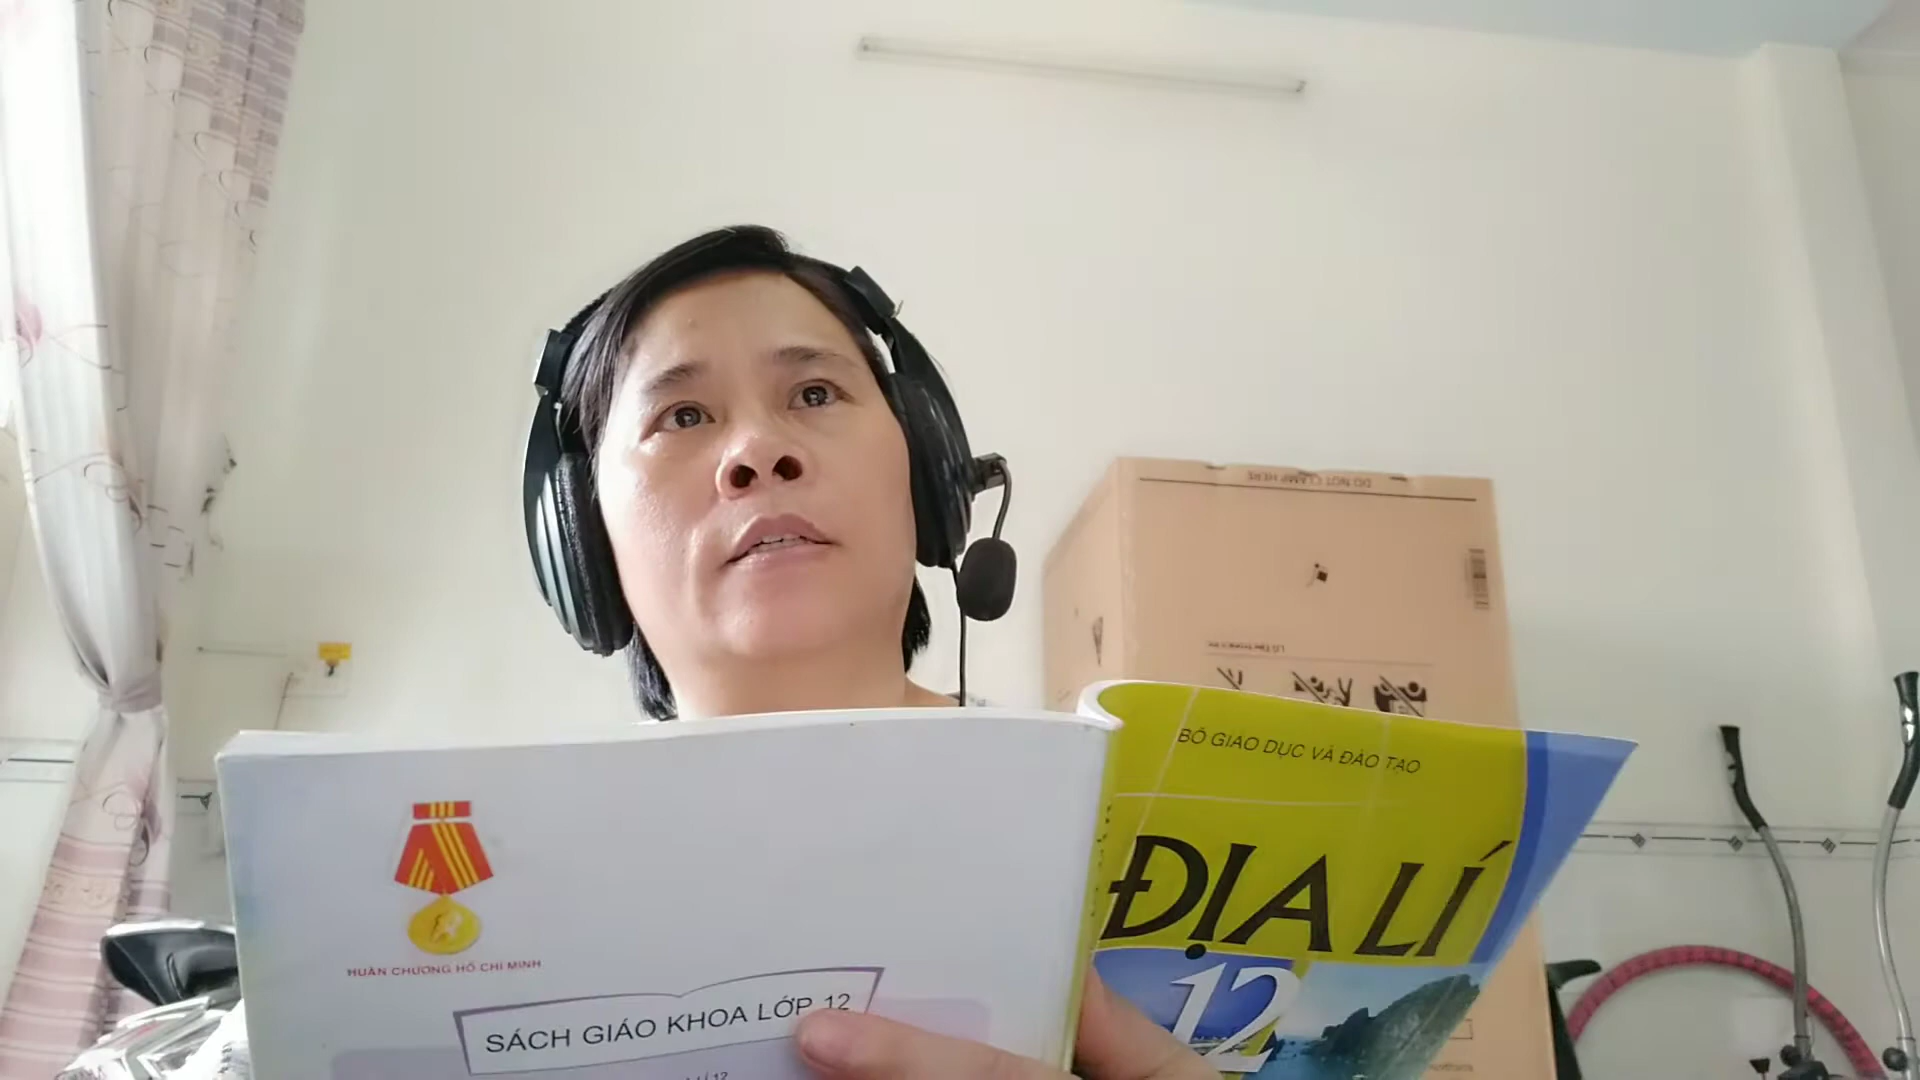 DO NOT CLAMP HERE
BỘ GIÁO DỤC VÀ ĐÀO TẠO
ĐỊA LÍ
12
HUÂN CHƯƠNG HỒ CHÍ MINH
SÁCH GIÁO KHOA LỚP 12